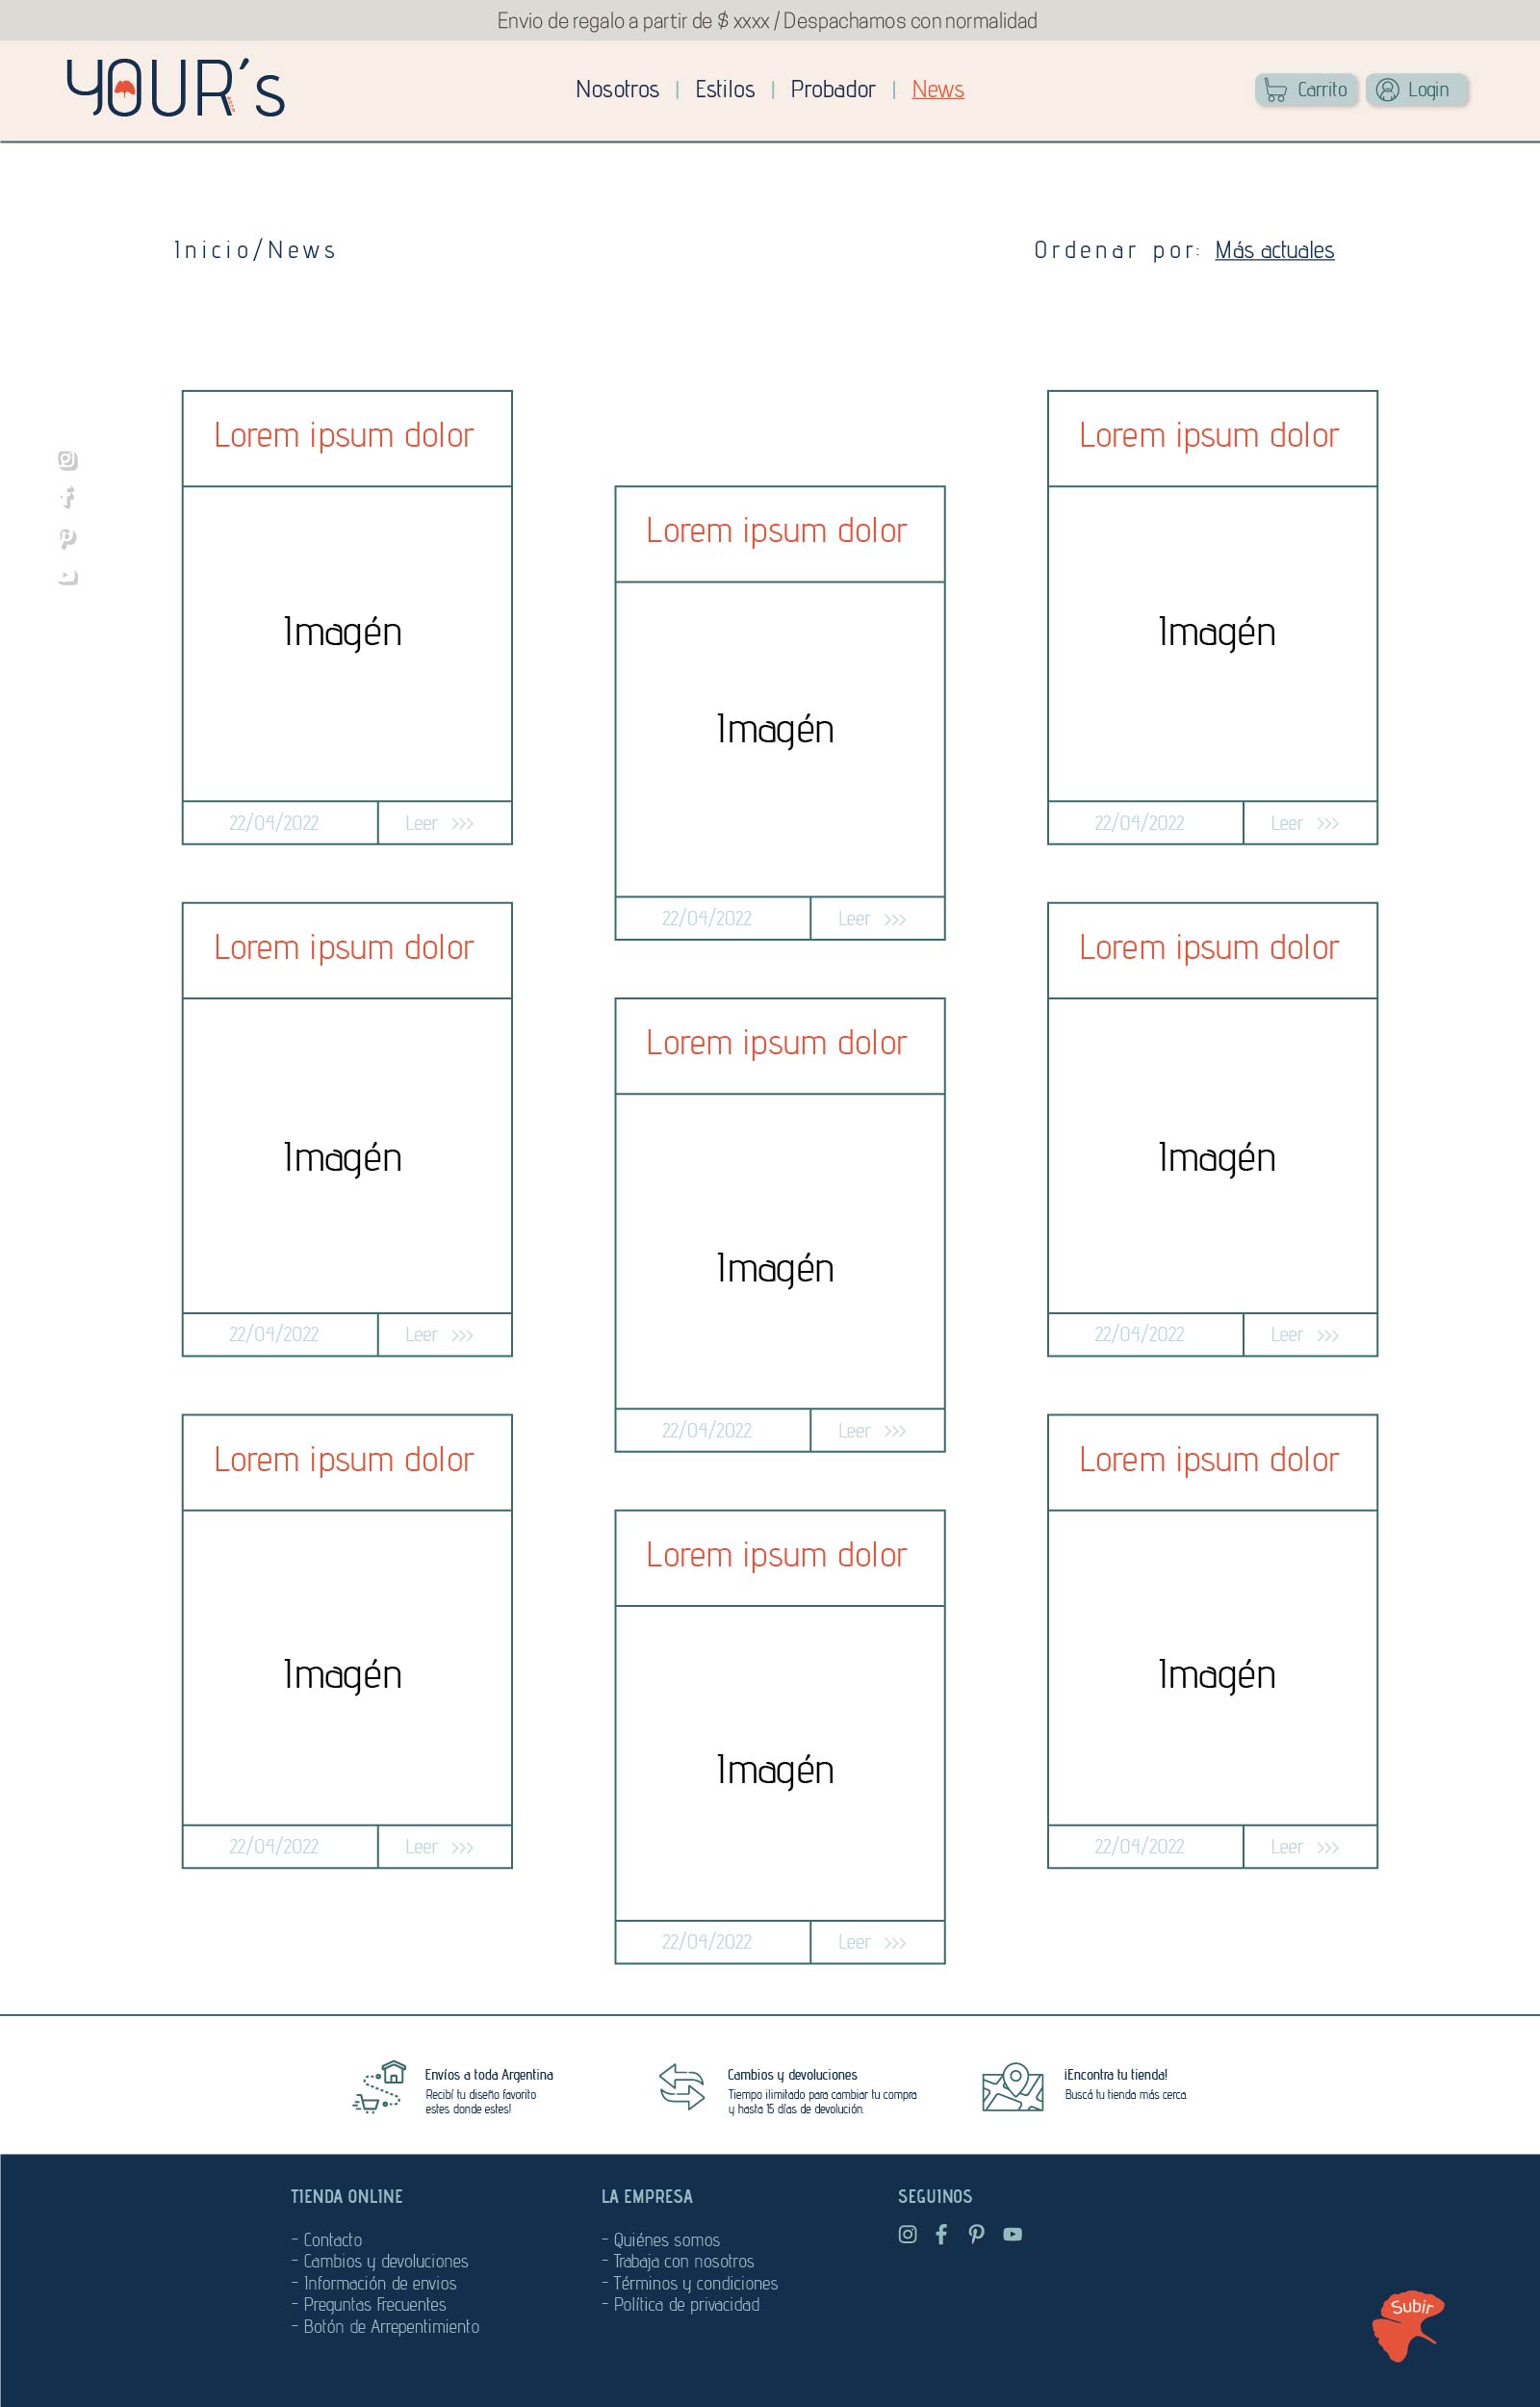 Envio de regalo a partir de $ xxxx / Despachamos con normalidad
YOUR's
Nosotros | Estilos | Probador | News
Carrito
Login
Inicio/News
Ordenar por: Más actuales
Lorem ipsum dolor
Imagén
22/04/2022
Leer >>>
Lorem ipsum dolor
Imagén
22/04/2022
Leer >>>
Lorem ipsum dolor
Imagén
22/04/2022
Leer >>>
Lorem ipsum dolor
Imagén
22/04/2022
Leer >>>
Lorem ipsum dolor
Imagén
22/04/2022
Leer >>>
Lorem ipsum dolor
Imagén
22/04/2022
Leer >>>
Lorem ipsum dolor
Imagén
22/04/2022
Leer >>>
Lorem ipsum dolor
Imagén
22/04/2022
Leer >>>
Lorem ipsum dolor
Imagén
22/04/2022
Leer >>>
Envíos a toda Argentina
Recibí tu diseño favorito
estes donde estes!
Cambios y devoluciones
Tiempo ilimitado para cambiar tu compra
y hasta 15 días de devolución.
¡Encontra tu tienda!
Buscá tu tienda más cerca.
TIENDA ONLINE
- Contacto
- Cambios y devoluciones
- Información de envios
- Preguntas Frecuentes
- Botón de Arrepentimiento
LA EMPRESA
- Quiénes somos
- Trabaja con nosotros
- Términos y condiciones
- Política de privacidad
SEGUINOS
Subir